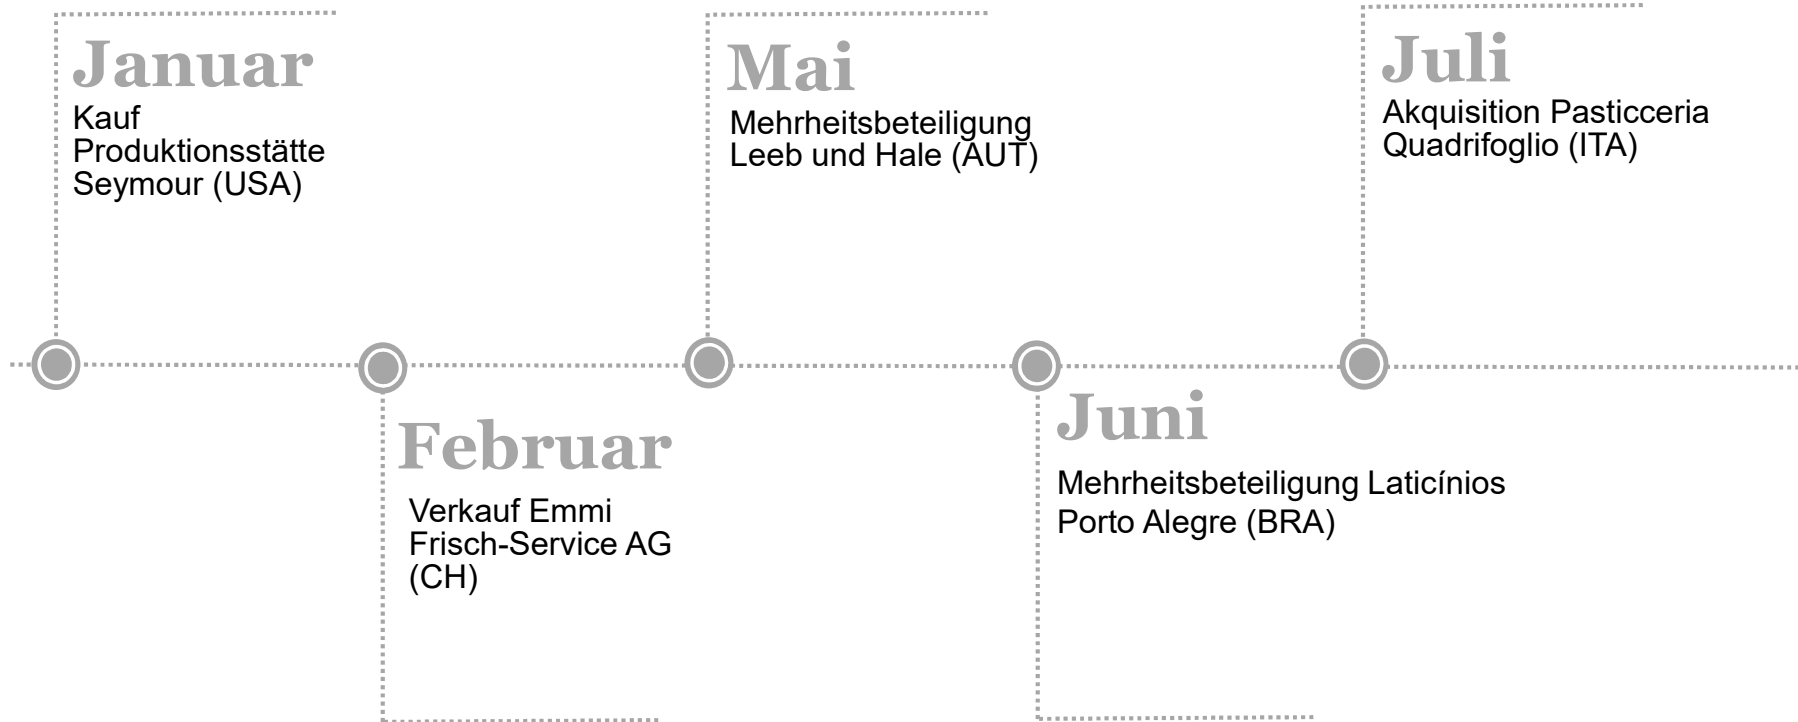 Januar
Kauf
Produktionsstätte
Seymour (USA)
Februar
Verkauf Emmi
Frisch-Service AG
(CH)
Mai
Mehrheitsbeteiligung
Leeb und Hale (AUT)
Juni
Mehrheitsbeteiligung Laticínios
Porto Alegre (BRA)
Juli
Akquisition Pasticceria
Quadrifoglio (ITA)